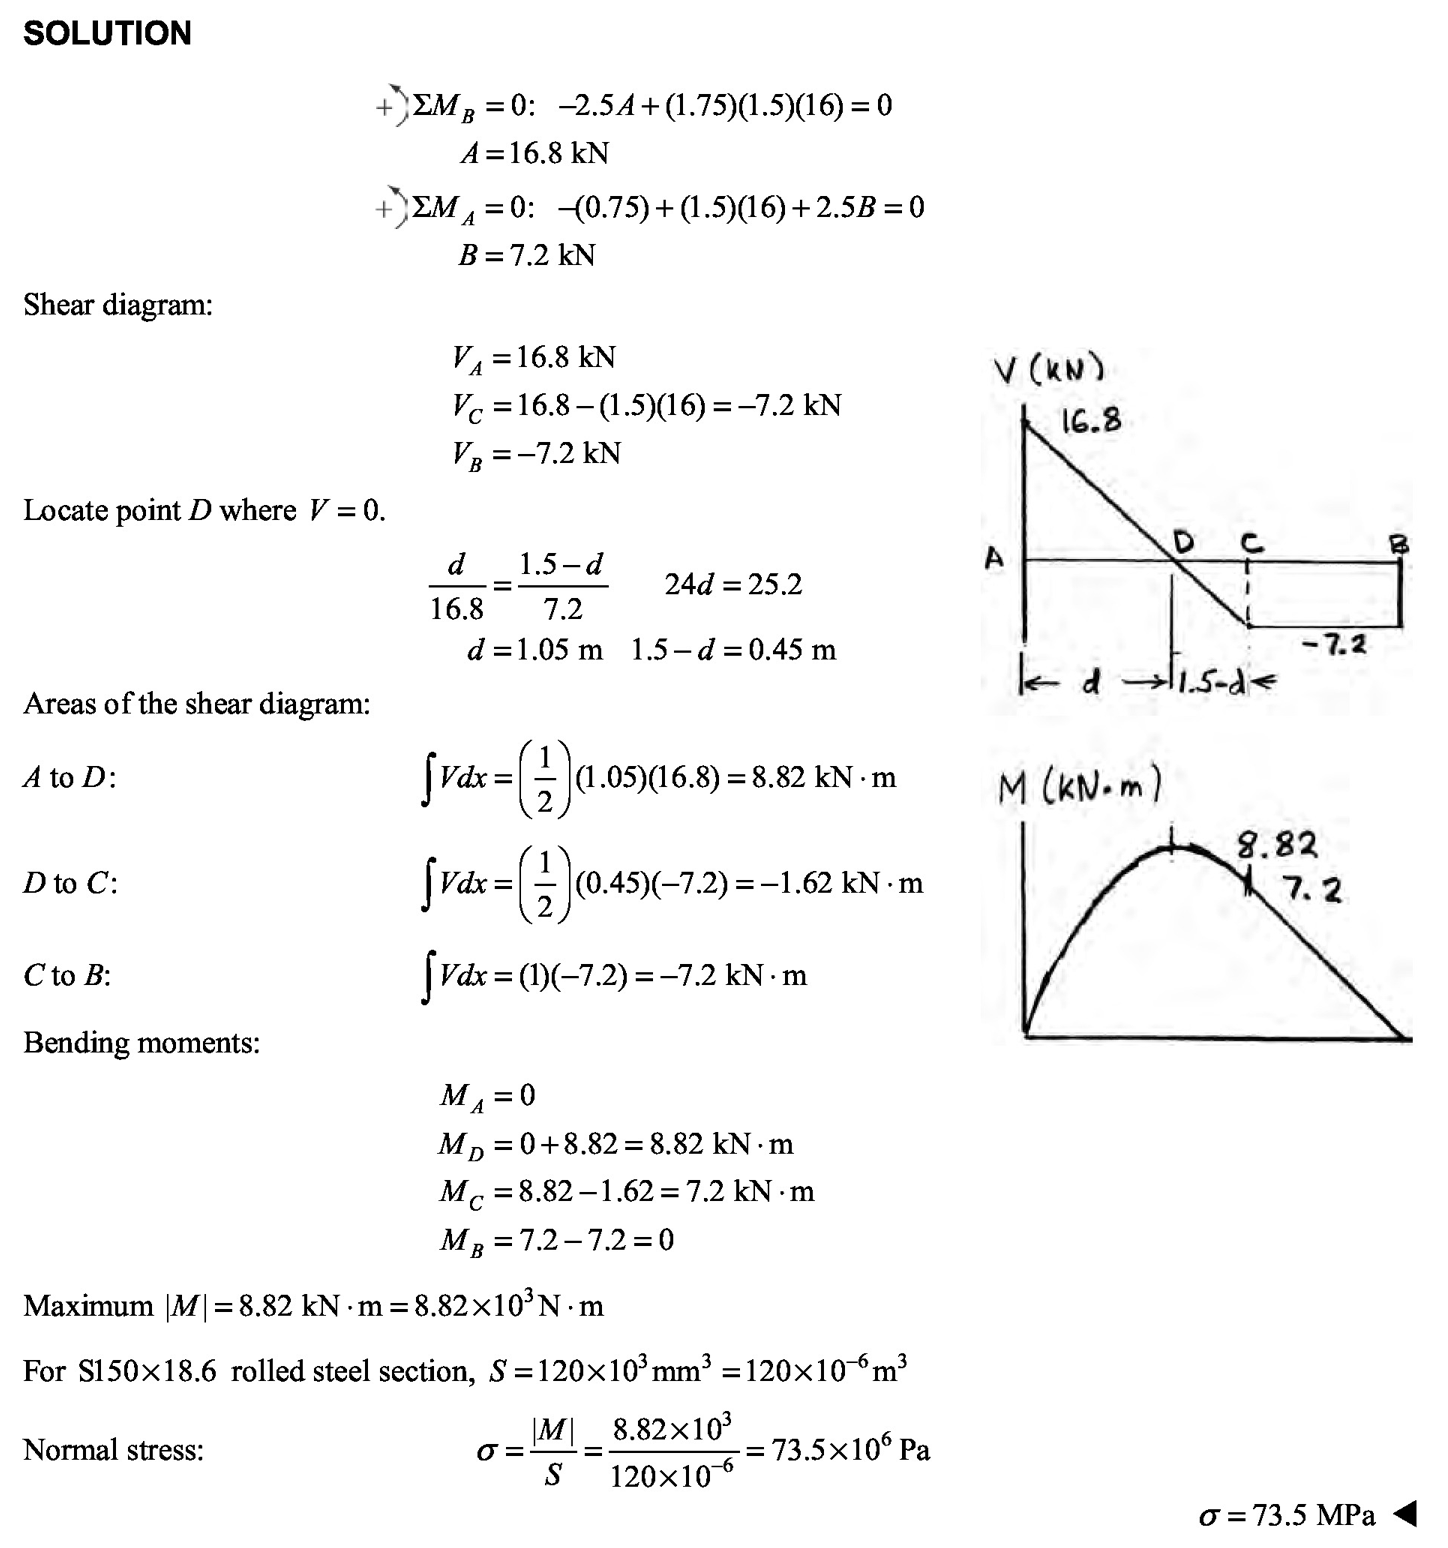 SOLUTION
+ ΣM_B = 0: −2.5A + (1.75)(1.5)(16) = 0
A = 16.8 kN
+ ΣM_A = 0: −(0.75) + (1.5)(16) + 2.5B = 0
B = 7.2 kN
Shear diagram:
V_A = 16.8 kN
V_C = 16.8 − (1.5)(16) = −7.2 kN
V_B = −7.2 kN
Locate point D where V = 0.
d/16.8 = (1.5 − d)/7.2 24d = 25.2
d = 1.05 m 1.5 − d = 0.45 m
Areas of the shear diagram:
A to D: ∫Vdx = (1/2)(1.05)(16.8) = 8.82 kN · m
D to C: ∫Vdx = (1/2)(0.45)(−7.2) = −1.62 kN · m
C to B: ∫Vdx = (1)(−7.2) = −7.2 kN · m
Bending moments:
M_A = 0
M_D = 0 + 8.82 = 8.82 kN · m
M_C = 8.82 − 1.62 = 7.2 kN · m
M_B = 7.2 − 7.2 = 0
Maximum |M| = 8.82 kN · m = 8.82×10³ N · m
For S150×18.6 rolled steel section, S = 120×10³ mm³ = 120×10⁻⁶ m³
Normal stress: σ = |M|/S = 8.82×10³/120×10⁻⁶ = 73.5×10⁶ Pa
σ = 73.5 MPa ◀
V (kN)
16.8
A D C B
-7.2
d 1.5-d
M (kN·m)
8.82
7.2